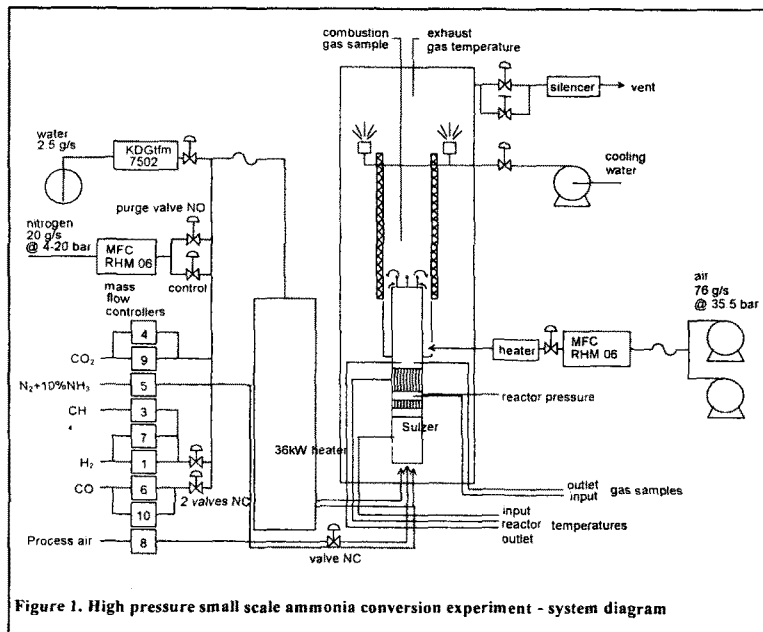 combustion
gas sample
exhaust
gas temperature
silencer
vent
water
2.5 g/s
KDGtfm
7502
cooling
water
purge valve NO
nitrogen
20 g/s
@ 4-20 bar
MFC
RHM 06
control
mass
flow
controllers
air
76 g/s
@ 35.5 bar
heater
MFC
RHM 06
4
CO₂
9
N₂+10%NH₃
5
CH
4
3
7
H₂
1
CO
6
2 valves NC
10
Process air
8
valve NC
36kW heater
reactor pressure
Sulzer
outlet
input
gas samples
input
reactor
outlet
temperatures
Figure 1. High pressure small scale ammonia conversion experiment - system diagram